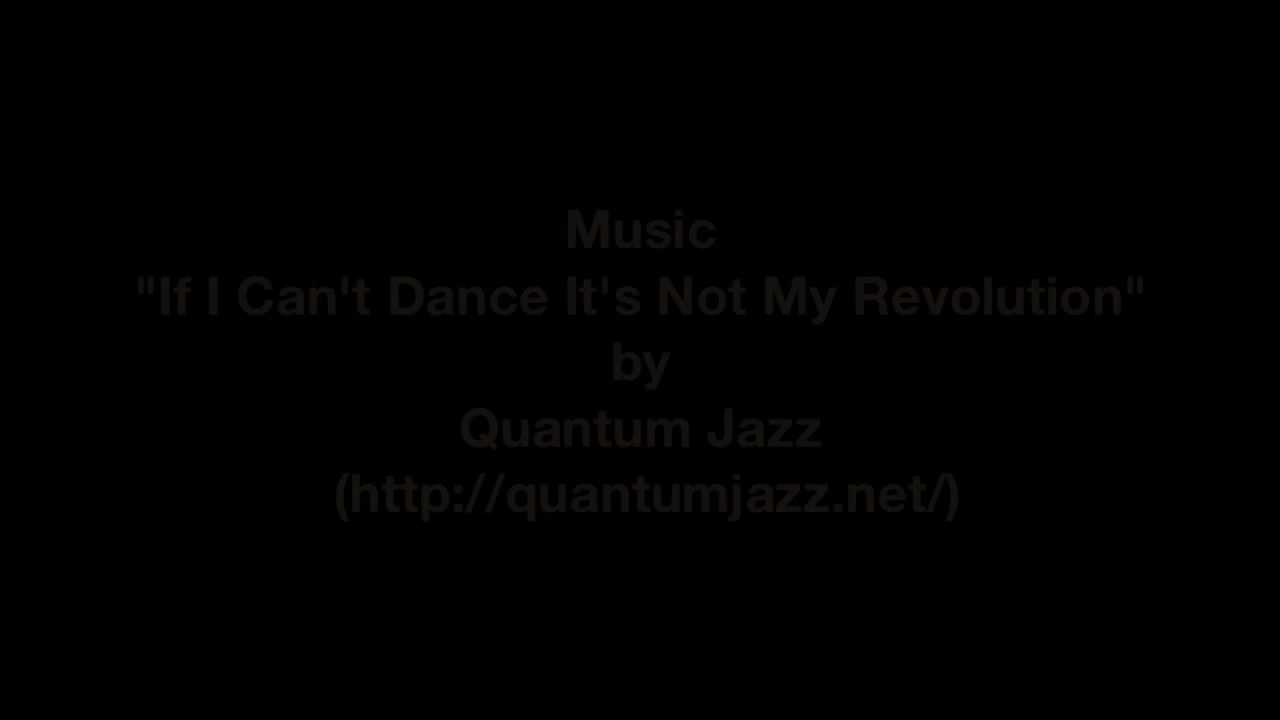 Music
"If I Can't Dance It's Not My Revolution"
by
Quantum Jazz
(http://quantumjazz.net/)